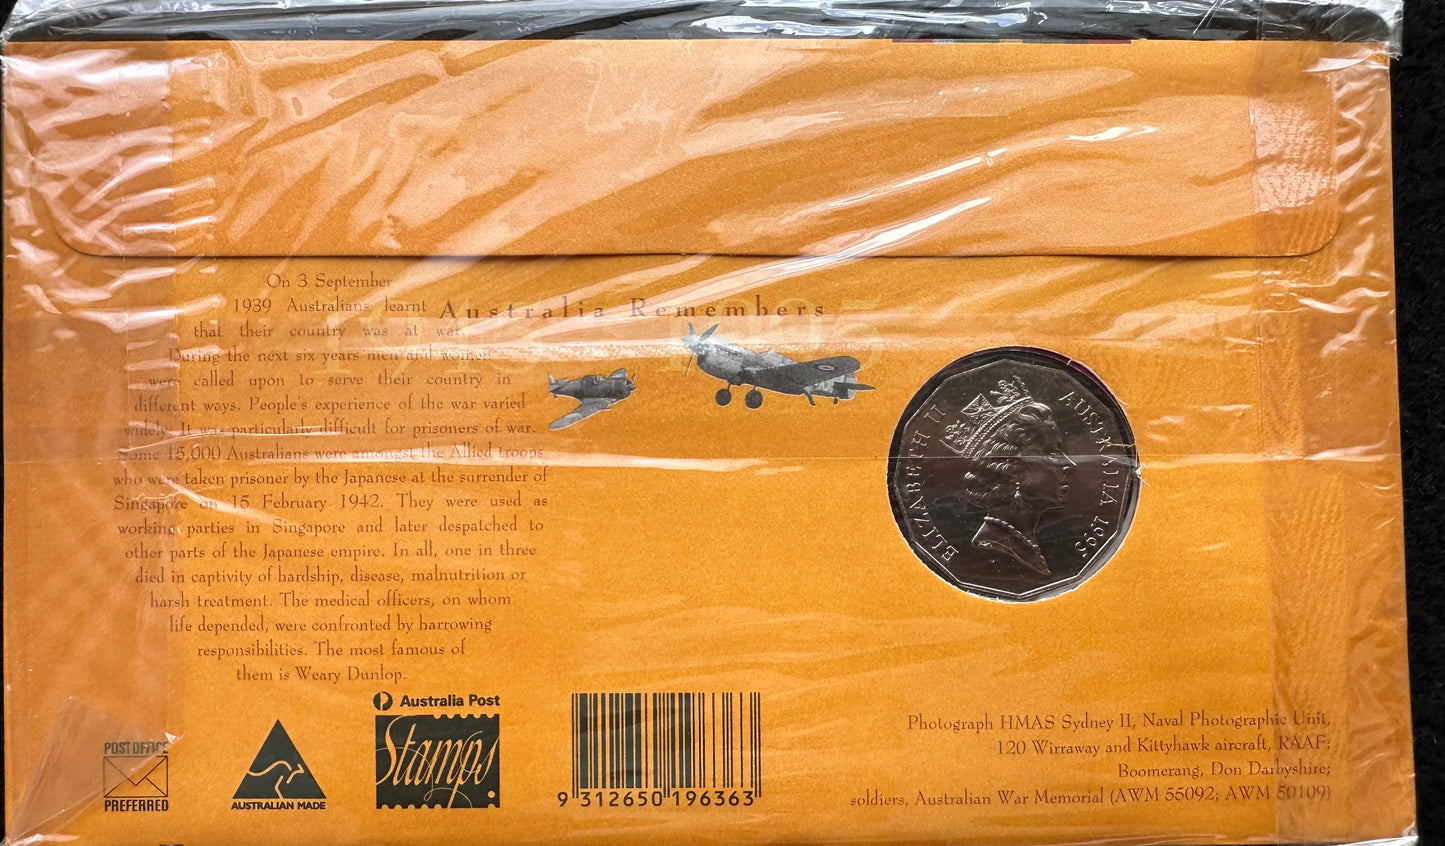 On 3 September
1939 Australians learnt
that their country was at war.
During the next six years men and women
were called upon to serve their country in
different ways. People's experience of the war varied
widely. It was particularly difficult for prisoners of war.
Some 15,000 Australians were amongst the Allied troops
who were taken prisoner by the Japanese at the surrender of
Singapore on 15 February 1942. They were used as
working parties in Singapore and later despatched to
other parts of the Japanese empire. In all, one in three
died in captivity of hardship, disease, malnutrition or
harsh treatment. The medical officers, on whom
life depended, were confronted by harrowing
responsibilities. The most famous of
them is Weary Dunlop.
Australia Remembers
1945 1995
ELIZABETH II AUSTRALIA 1995
POST OFFICE
PREFERRED
AUSTRALIAN MADE
Australia Post
Stamps
9 312650 196363
Photograph HMAS Sydney II, Naval Photographic Unit,
120 Wirraway and Kittyhawk aircraft, RAAF;
Boomerang, Don Darbyshire;
soldiers, Australian War Memorial (AWM 55092; AWM 50109)